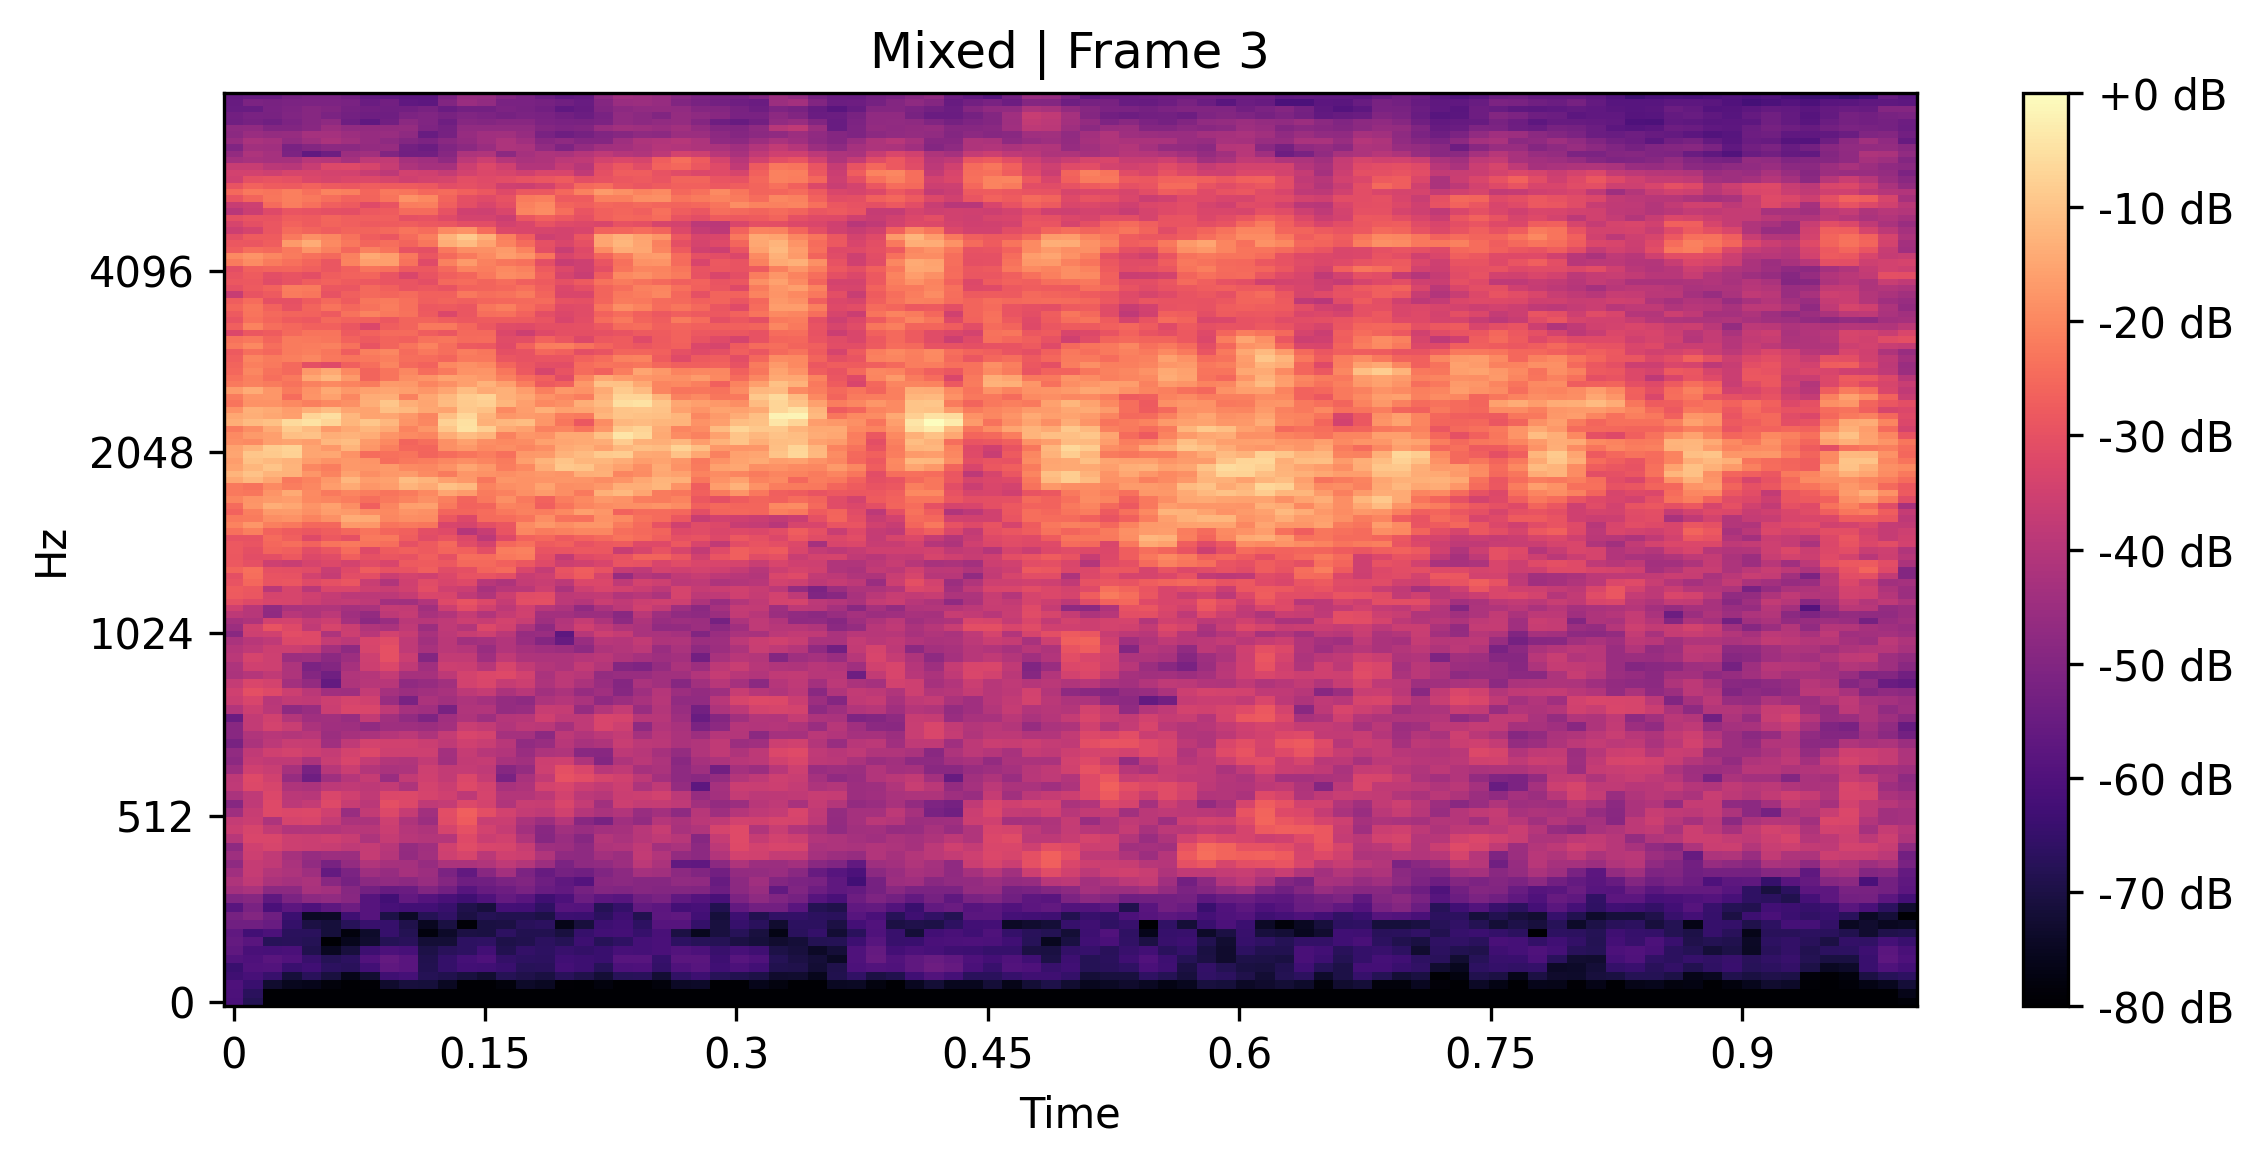 Mixed | Frame 3
+0 dB
-10 dB
-20 dB
-30 dB
-40 dB
-50 dB
-60 dB
-70 dB
-80 dB
Hz
4096
2048
1024
512
0
0 0.15 0.3 0.45 0.6 0.75 0.9
Time